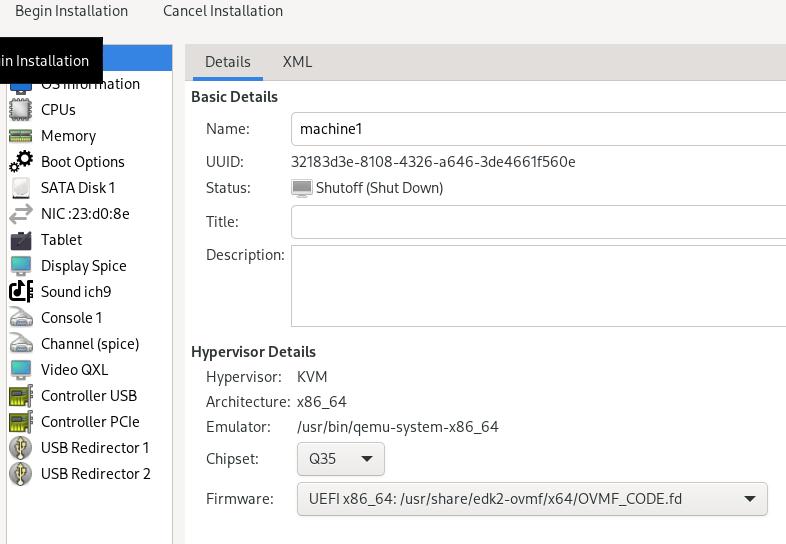 Begin Installation Cancel Installation
in Installation
Details XML
OS Information
CPUs
Memory
Boot Options
SATA Disk 1
NIC :23:d0:8e
Tablet
Display Spice
Sound ich9
Console 1
Channel (spice)
Video QXL
Controller USB
Controller PCIe
USB Redirector 1
USB Redirector 2
Basic Details
Name: machine1
UUID: 32183d3e-8108-4326-a646-3de4661f560e
Status: Shutoff (Shut Down)
Title:
Description:
Hypervisor Details
Hypervisor: KVM
Architecture: x86_64
Emulator: /usr/bin/qemu-system-x86_64
Chipset: Q35
Firmware: UEFI x86_64: /usr/share/edk2-ovmf/x64/OVMF_CODE.fd